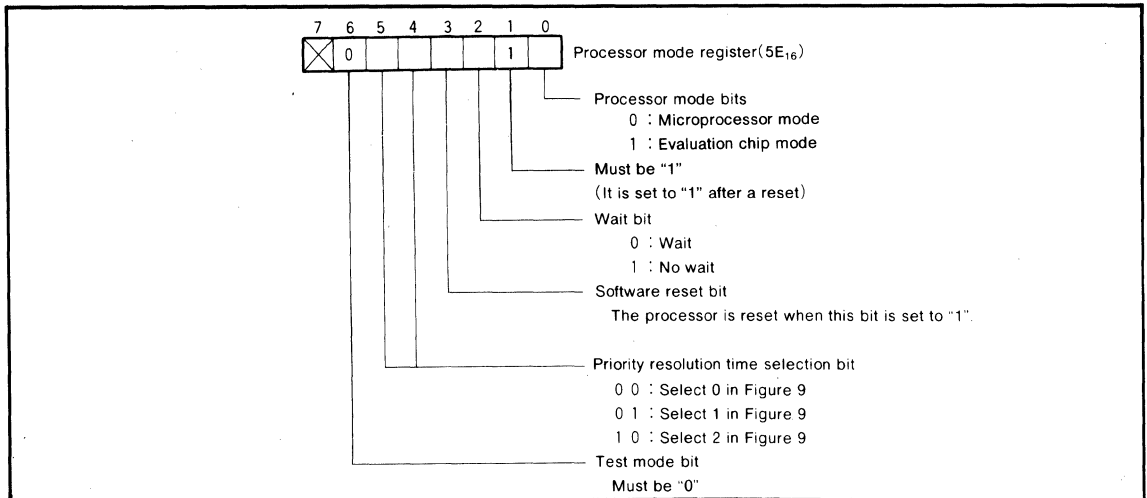 7 6 5 4 3 2 1 0
0 1 Processor mode register(5E₁₆)
Processor mode bits
0 : Microprocessor mode
1 : Evaluation chip mode
Must be “1”
(It is set to “1” after a reset)
Wait bit
0 : Wait
1 : No wait
Software reset bit
The processor is reset when this bit is set to “1”.
Priority resolution time selection bit
0 0 : Select 0 in Figure 9
0 1 : Select 1 in Figure 9
1 0 : Select 2 in Figure 9
Test mode bit
Must be “0”